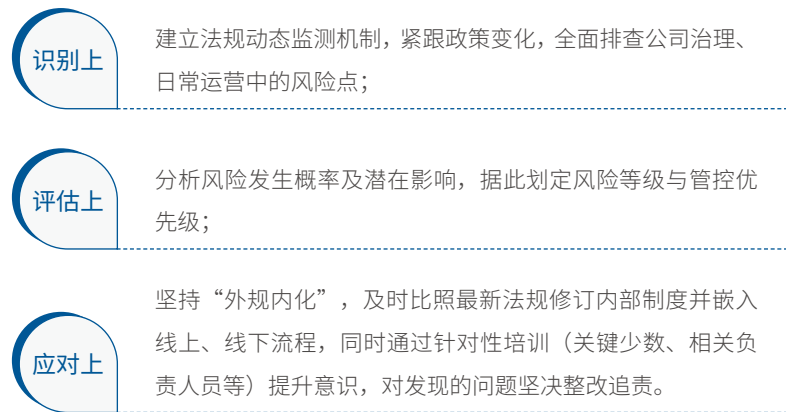 识别上
建立法规动态监测机制，紧跟政策变化，全面排查公司治理、
日常运营中的风险点；
评估上
分析风险发生概率及潜在影响，据此划定风险等级与管控优
先级；
应对上
坚持“外规内化”，及时比照最新法规修订内部制度并嵌入
线上、线下流程，同时通过针对性培训（关键少数、相关负
责人员等）提升意识，对发现的问题坚决整改追责。